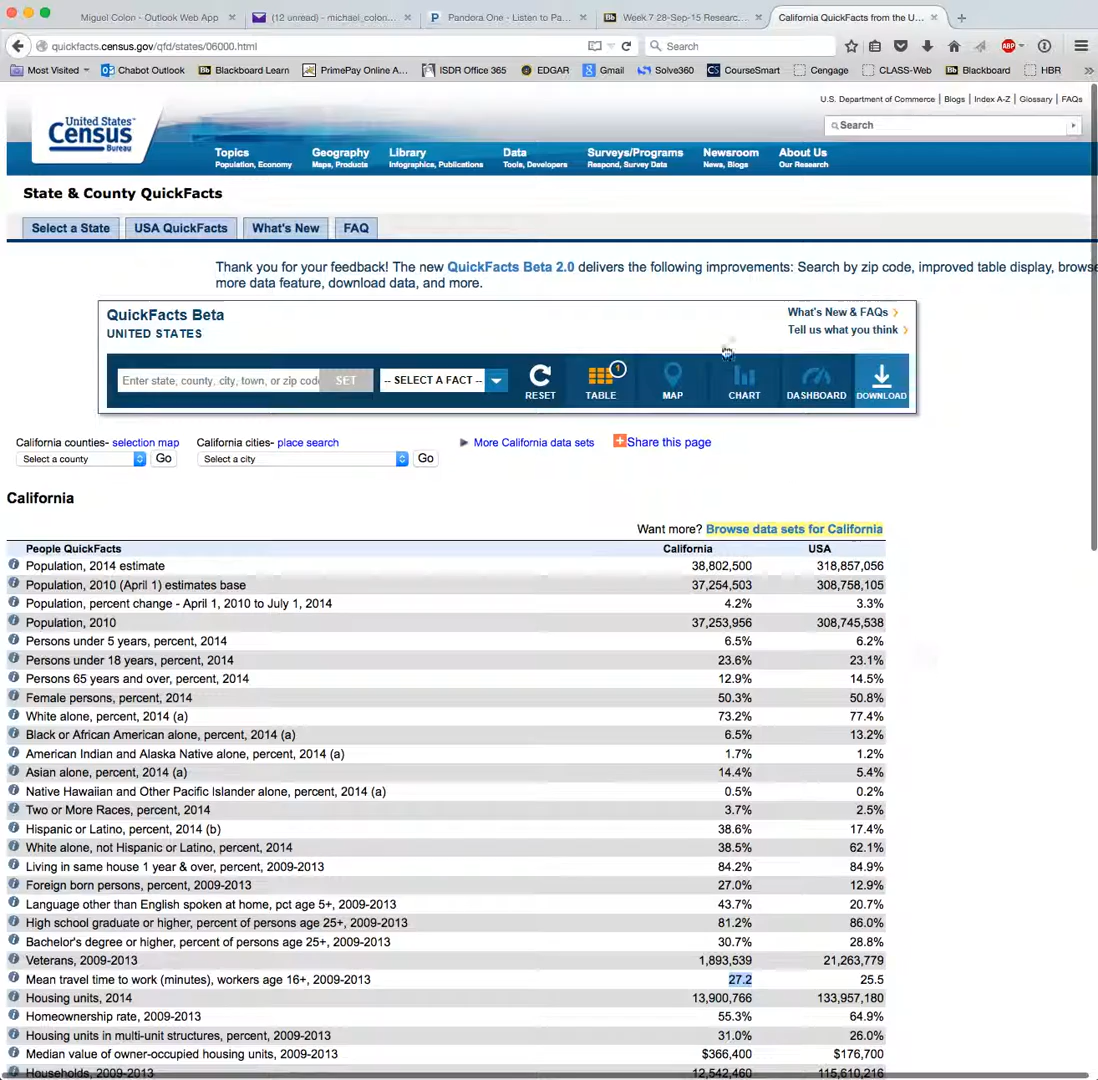 Miguel Colon - Outlook Web App
(12 unread) - michael_colon...
Pandora One - Listen to Pa...
Week 7 28-Sep-15 Researc...
California QuickFacts from the U...
quickfacts.census.gov/qfd/states/06000.html
Search
Most Visited
Chabot Outlook
Blackboard Learn
PrimePay Online A...
ISDR Office 365
EDGAR
Gmail
Solve360
CourseSmart
Cengage
CLASS-Web
Blackboard
HBR
U.S. Department of Commerce | Blogs | Index A-Z | Glossary | FAQs
United States™ Census Bureau
Search
Topics Population, Economy
Geography Maps, Products
Library Infographics, Publications
Data Tools, Developers
Surveys/Programs Respond, Survey Data
Newsroom News, Blogs
About Us Our Research
State & County QuickFacts
Select a State
USA QuickFacts
What's New
FAQ
Thank you for your feedback! The new QuickFacts Beta 2.0 delivers the following improvements: Search by zip code, improved table display, browse
more data feature, download data, and more.
QuickFacts Beta
UNITED STATES
What's New & FAQs
Tell us what you think
Enter state, county, city, town, or zip code
SET
-- SELECT A FACT --
RESET
1
TABLE
MAP
CHART
DASHBOARD
DOWNLOAD
California counties- selection map
California cities- place search
More California data sets
Share this page
Select a county Go
Select a city Go
California
Want more? Browse data sets for California
People QuickFacts California USA
Population, 2014 estimate 38,802,500 318,857,056
Population, 2010 (April 1) estimates base 37,254,503 308,758,105
Population, percent change - April 1, 2010 to July 1, 2014 4.2% 3.3%
Population, 2010 37,253,956 308,745,538
Persons under 5 years, percent, 2014 6.5% 6.2%
Persons under 18 years, percent, 2014 23.6% 23.1%
Persons 65 years and over, percent, 2014 12.9% 14.5%
Female persons, percent, 2014 50.3% 50.8%
White alone, percent, 2014 (a) 73.2% 77.4%
Black or African American alone, percent, 2014 (a) 6.5% 13.2%
American Indian and Alaska Native alone, percent, 2014 (a) 1.7% 1.2%
Asian alone, percent, 2014 (a) 14.4% 5.4%
Native Hawaiian and Other Pacific Islander alone, percent, 2014 (a) 0.5% 0.2%
Two or More Races, percent, 2014 3.7% 2.5%
Hispanic or Latino, percent, 2014 (b) 38.6% 17.4%
White alone, not Hispanic or Latino, percent, 2014 38.5% 62.1%
Living in same house 1 year & over, percent, 2009-2013 84.2% 84.9%
Foreign born persons, percent, 2009-2013 27.0% 12.9%
Language other than English spoken at home, pct age 5+, 2009-2013 43.7% 20.7%
High school graduate or higher, percent of persons age 25+, 2009-2013 81.2% 86.0%
Bachelor's degree or higher, percent of persons age 25+, 2009-2013 30.7% 28.8%
Veterans, 2009-2013 1,893,539 21,263,779
Mean travel time to work (minutes), workers age 16+, 2009-2013 27.2 25.5
Housing units, 2014 13,900,766 133,957,180
Homeownership rate, 2009-2013 55.3% 64.9%
Housing units in multi-unit structures, percent, 2009-2013 31.0% 26.0%
Median value of owner-occupied housing units, 2009-2013 $366,400 $176,700
Households, 2009-2013 12,542,460 115,610,216